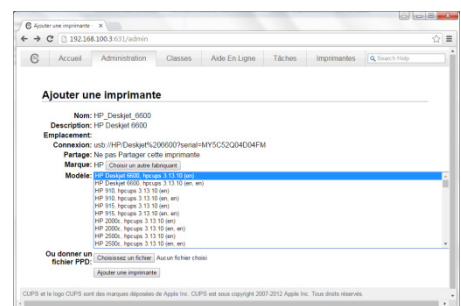 Ajouter une imprimante -
192.168.100.3:631/admin
Accueil Administration Classes Aide En Ligne Tâches Imprimantes Search Help
Ajouter une imprimante
Nom: HP_Deskjet_6600
Description: HP Deskjet 6600
Emplacement:
Connexion: usb://HP/Deskjet%206600?serial=MY5C52Q04D04FM
Partage: Ne pas Partager cette imprimante
Marque: HP Choisir un autre fabriquant
Modèle: HP Deskjet 6600, hpcups 3.13.10 (en)
HP Deskjet 6600, hpcups 3.13.10 (en, en)
HP 910, hpcups 3.13.10 (en)
HP 910, hpcups 3.13.10 (en, en)
HP 915, hpcups 3.13.10 (en)
HP 915, hpcups 3.13.10 (en, en)
HP 2000c, hpcups 3.13.10 (en)
HP 2000c, hpcups 3.13.10 (en, en)
HP 2500c, hpcups 3.13.10 (en)
HP 2500c, hpcups 3.13.10 (en, en)
Ou donner un fichier PPD: Choisissez un fichier Aucun fichier choisi
Ajouter une imprimante
CUPS et le logo CUPS sont des marques déposées de Apple Inc. CUPS est sous copyright 2007-2012 Apple Inc. Tous droits réservés.